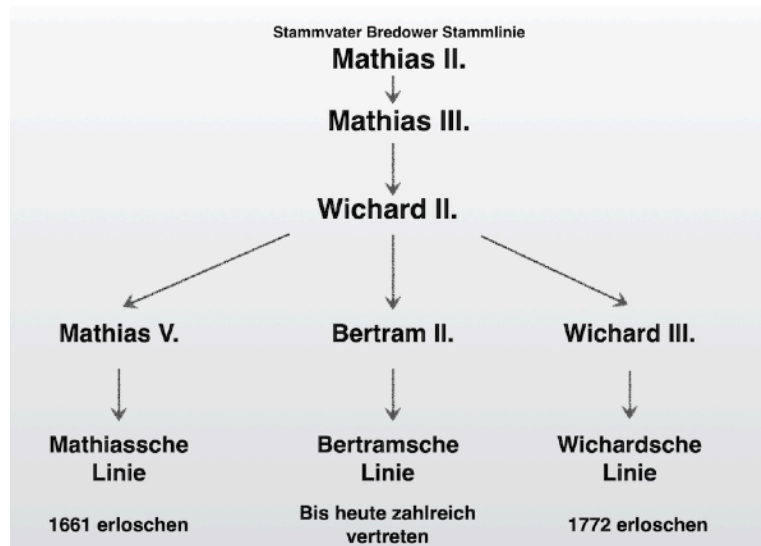 Stammvater Bredower Stammlinie
Mathias II.
Mathias III.
Wichard II.
Mathias V.
Bertram II.
Wichard III.
Mathiassche
Linie
Bertramsche
Linie
Wichardsche
Linie
1661 erloschen
Bis heute zahlreich
vertreten
1772 erloschen